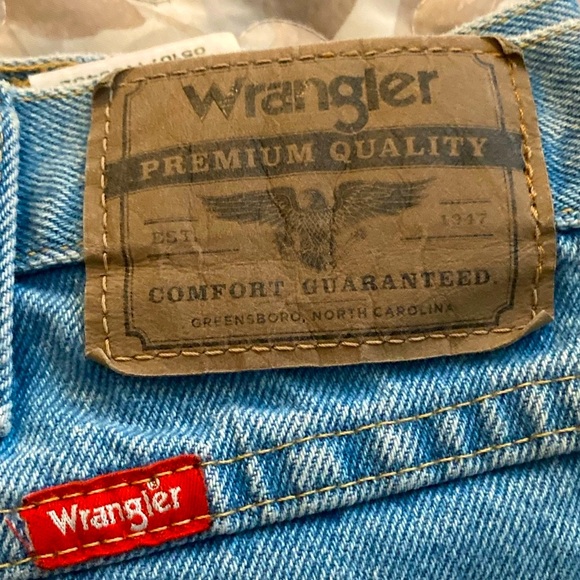 Wrangler
PREMIUM QUALITY
EST. 1947
COMFORT GUARANTEED.
GREENSBORO, NORTH CAROLINA
Wrangler